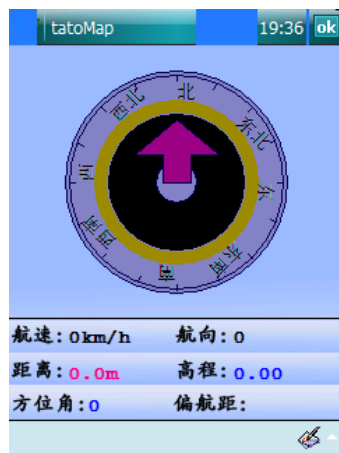 tatoMap 19:36 ok
北
西北 东北
西 东
西南 东南
南
航速:0km/h 航向:0
距离:0.0m 高程:0.00
方位角:0 偏航距: